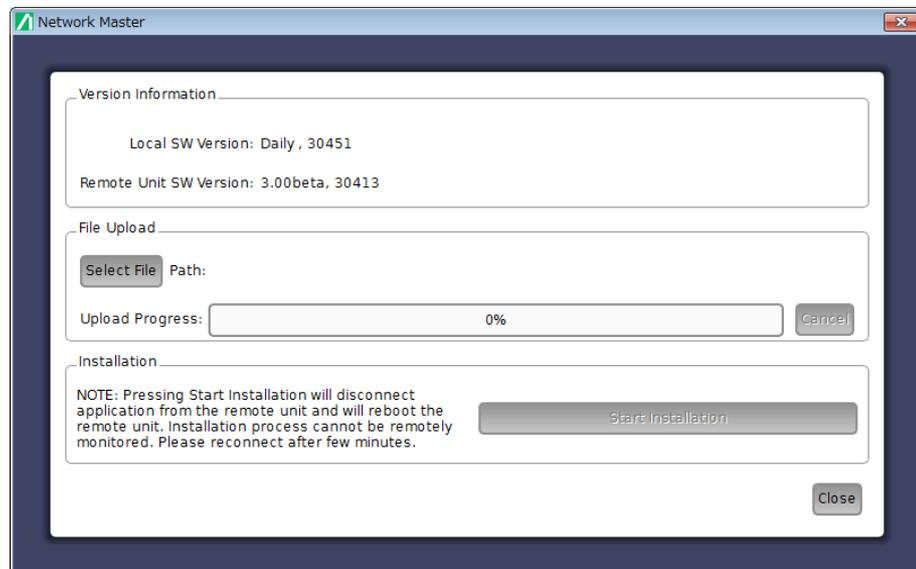 Network Master
Version Information
Local SW Version: Daily , 30451
Remote Unit SW Version: 3.00beta, 30413
File Upload
Select File Path:
Upload Progress: 0% Cancel
Installation
NOTE: Pressing Start Installation will disconnect
application from the remote unit and will reboot the
remote unit. Installation process cannot be remotely
monitored. Please reconnect after few minutes.
Start Installation
Close